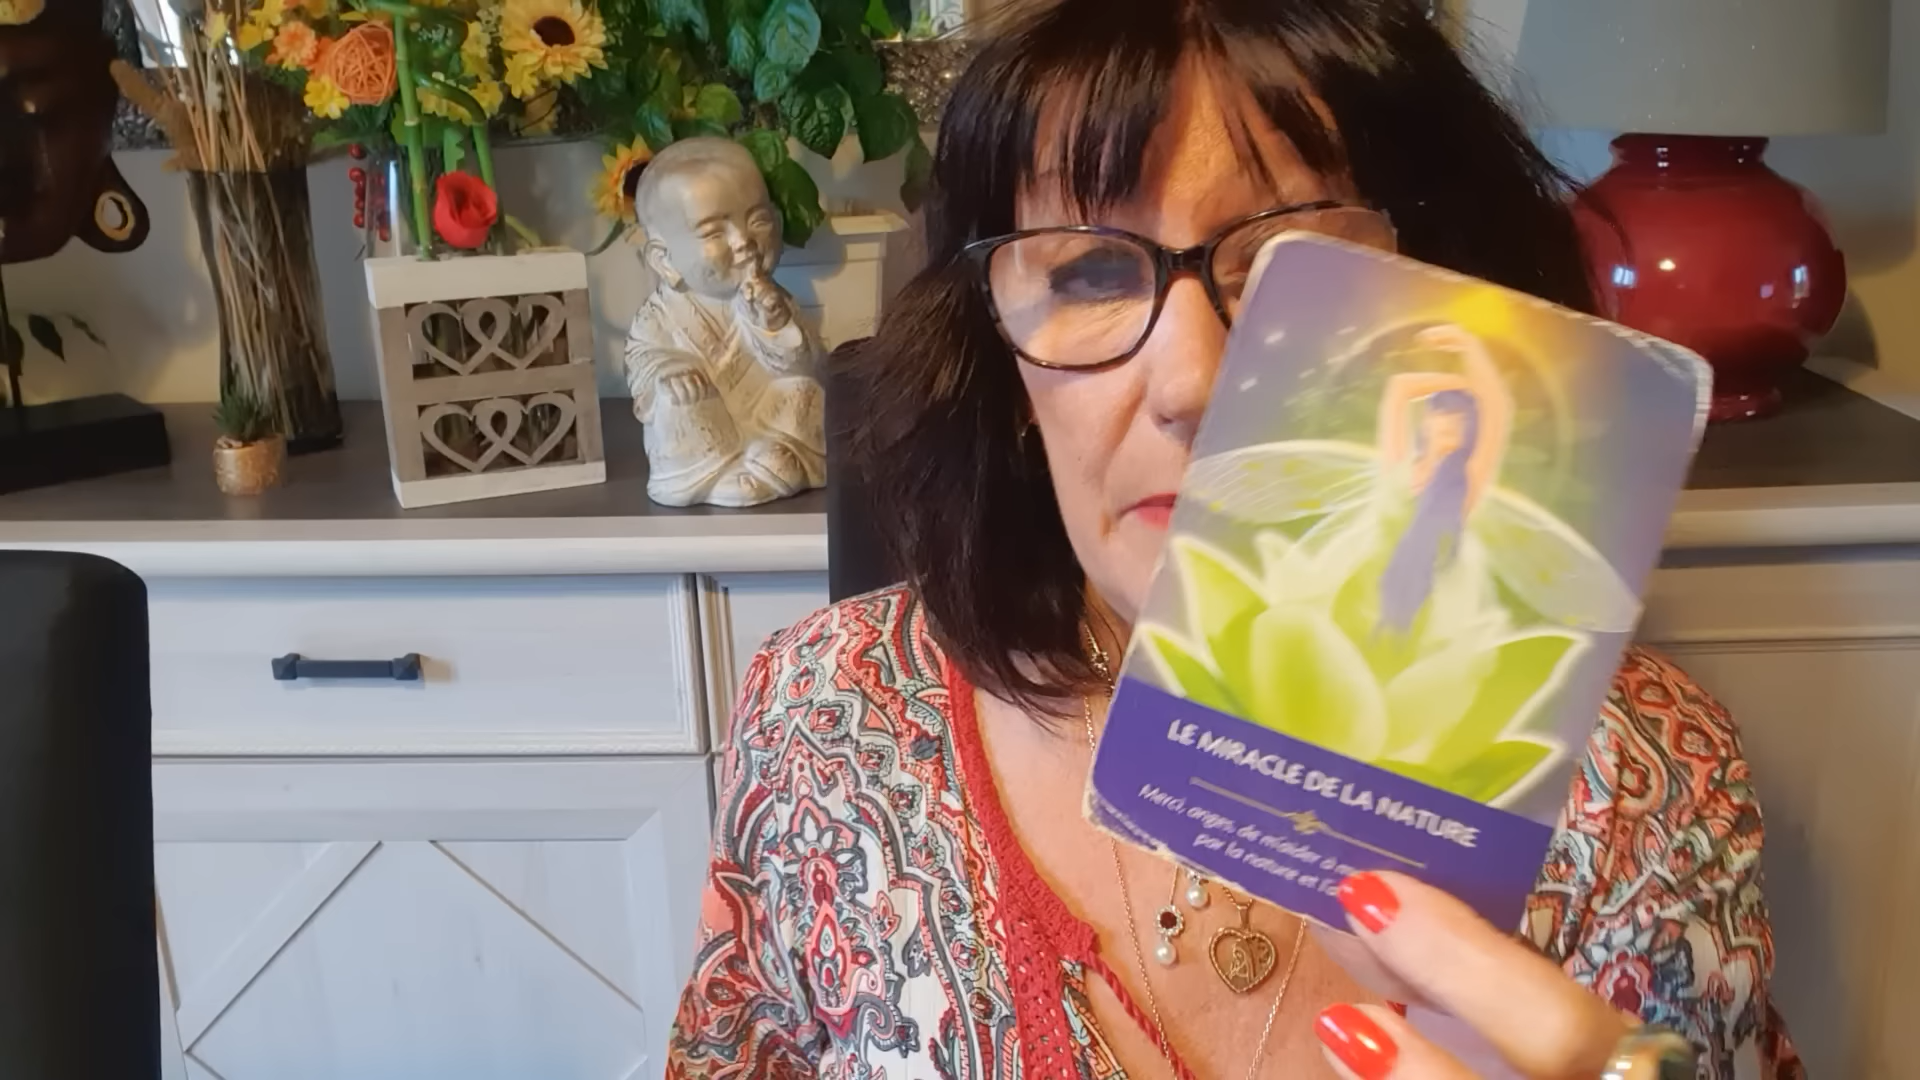 LE MIRACLE DE LA NATURE
Merci, anges, de m'aider à
par la nature et